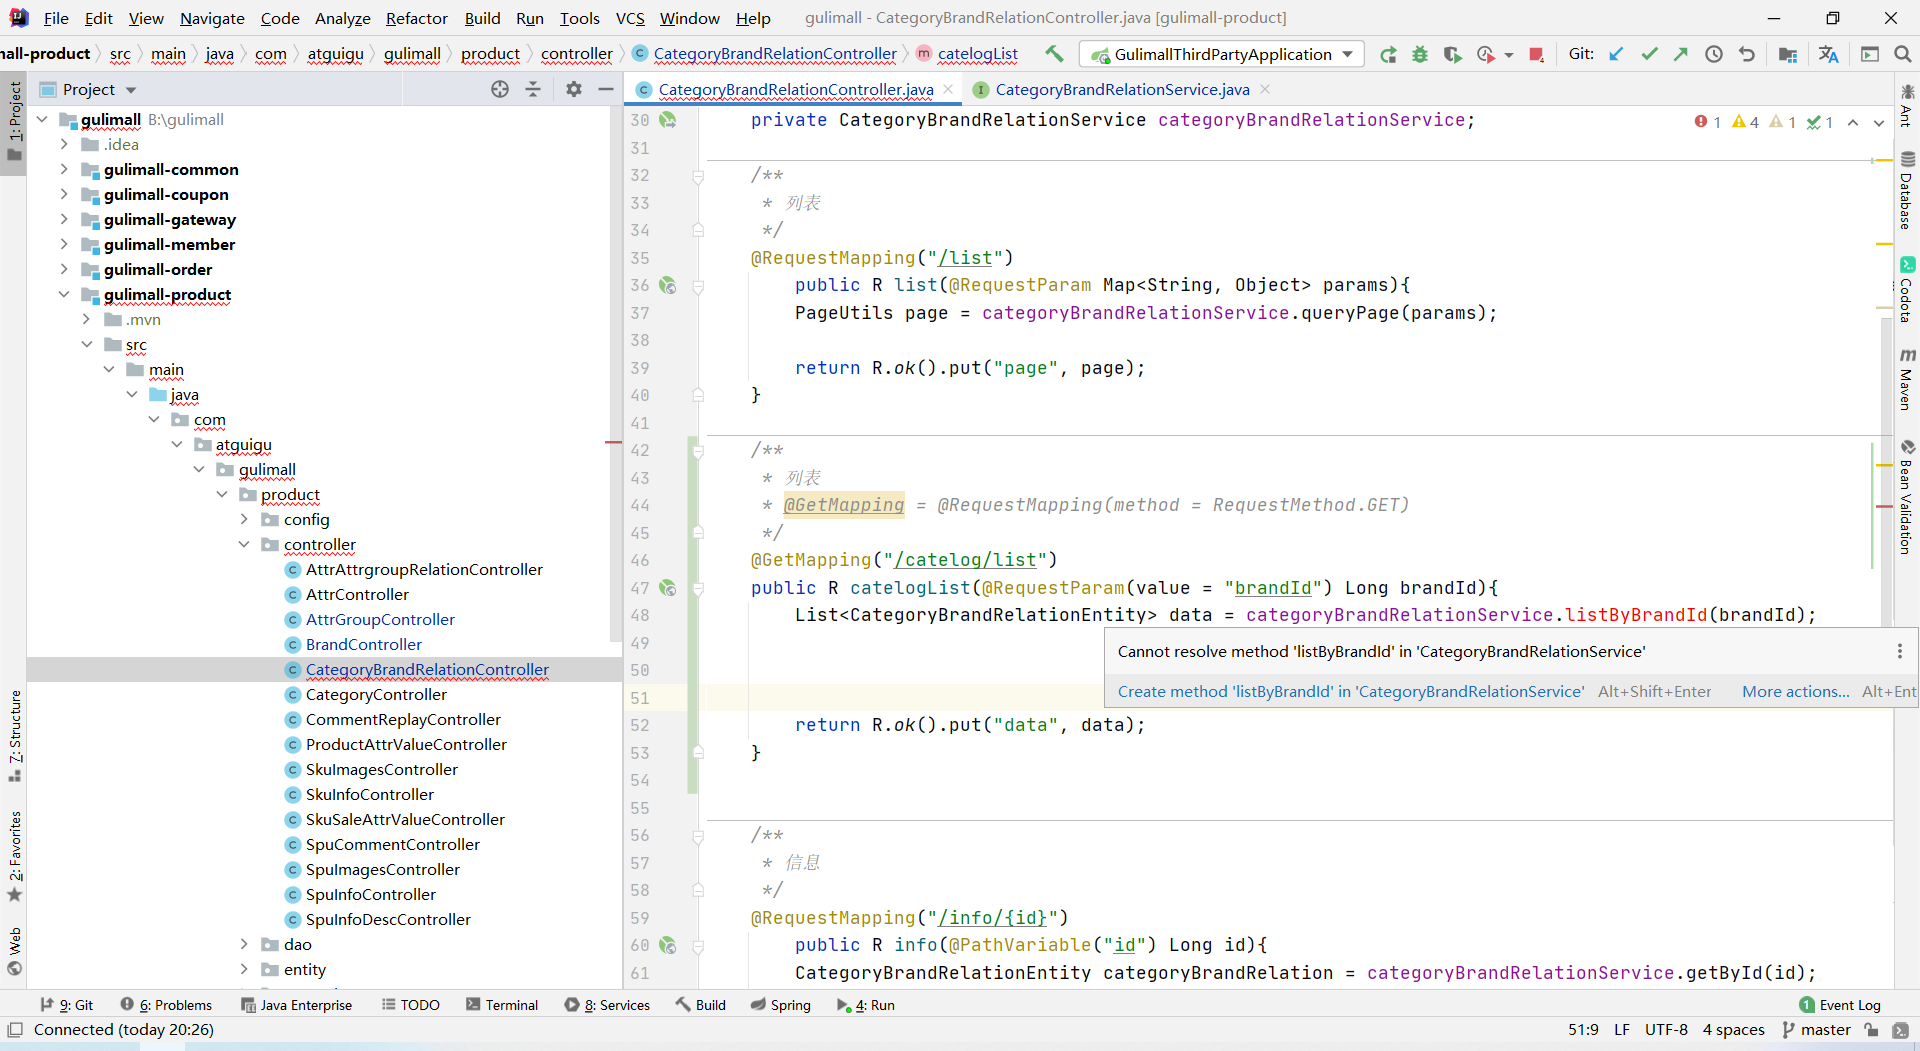 File Edit View Navigate Code Analyze Refactor Build Run Tools VCS Window Help gulimall - CategoryBrandRelationController.java [gulimall-product]
mall-product src main java com atguigu gulimall product controller CategoryBrandRelationController catelogList GulimallThirdPartyApplication Git:
Project
CategoryBrandRelationController.java CategoryBrandRelationService.java
1: Project
7: Structure
2: Favorites
Web
gulimall B:\gulimall
.idea
gulimall-common
gulimall-coupon
gulimall-gateway
gulimall-member
gulimall-order
gulimall-product
.mvn
src
main
java
com
atguigu
gulimall
product
config
controller
AttrAttrgroupRelationController
AttrController
AttrGroupController
BrandController
CategoryBrandRelationController
CategoryController
CommentReplayController
ProductAttrValueController
SkuImagesController
SkuInfoController
SkuSaleAttrValueController
SpuCommentController
SpuImagesController
SpuInfoController
SpuInfoDescController
dao
entity
1 4 1 1
30 private CategoryBrandRelationService categoryBrandRelationService;
31
32 /**
33 * 列表
34 */
35 @RequestMapping("/list")
36 public R list(@RequestParam Map<String, Object> params){
37 PageUtils page = categoryBrandRelationService.queryPage(params);
38
39 return R.ok().put("page", page);
40 }
41
42 /**
43 * 列表
44 * @GetMapping = @RequestMapping(method = RequestMethod.GET)
45 */
46 @GetMapping("/catelog/list")
47 public R catelogList(@RequestParam(value = "brandId") Long brandId){
48 List<CategoryBrandRelationEntity> data = categoryBrandRelationService.listByBrandId(brandId);
49
50
51
52 return R.ok().put("data", data);
53 }
54
55
56 /**
57 * 信息
58 */
59 @RequestMapping("/info/{id}")
60 public R info(@PathVariable("id") Long id){
61 CategoryBrandRelationEntity categoryBrandRelation = categoryBrandRelationService.getById(id);
Cannot resolve method 'listByBrandId' in 'CategoryBrandRelationService'
Create method 'listByBrandId' in 'CategoryBrandRelationService' Alt+Shift+Enter More actions... Alt+Ent
Ant
Database
Codota
Maven
Bean Validation
9: Git 6: Problems Java Enterprise TODO Terminal 8: Services Build Spring 4: Run 1 Event Log
Connected (today 20:26) 51:9 LF UTF-8 4 spaces master